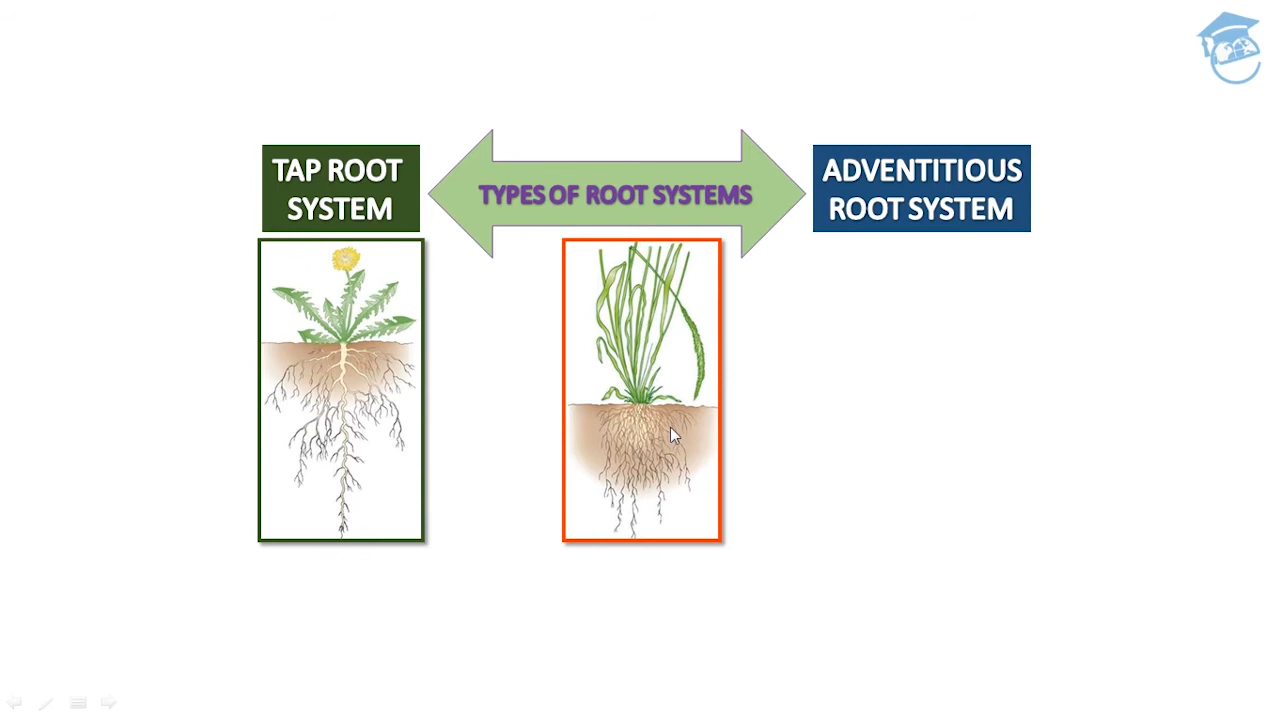 TAP ROOT
SYSTEM
TYPES OF ROOT SYSTEMS
ADVENTITIOUS
ROOT SYSTEM